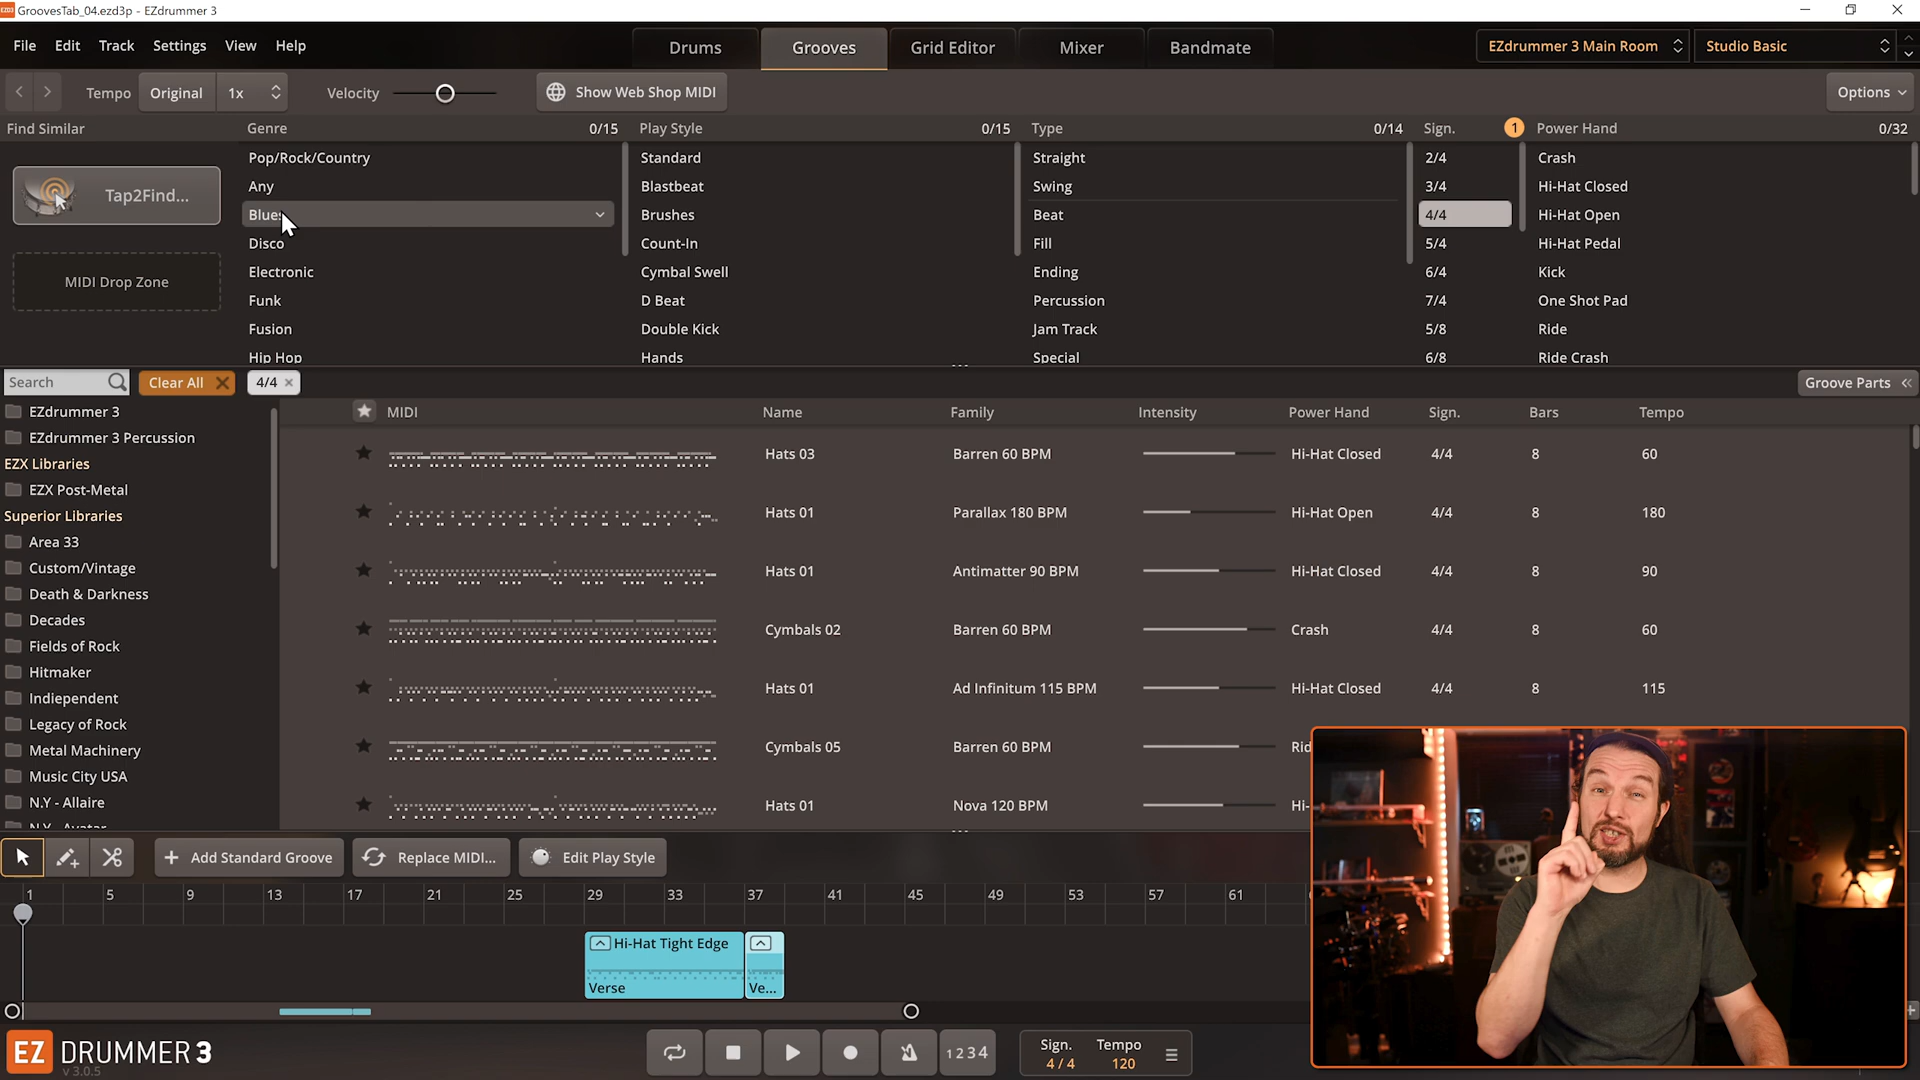 GroovesTab_04.ezd3p - EZdrummer 3
File Edit Track Settings View Help
Drums Grooves Grid Editor Mixer Bandmate
EZdrummer 3 Main Room Studio Basic
Tempo Original 1x Velocity Show Web Shop MIDI Options
Find Similar Genre 0/15 Play Style 0/15 Type 0/14 Sign. 1 Power Hand 0/32
Pop/Rock/Country Standard Straight 2/4 Crash
Tap2Find... Any Blastbeat Swing 3/4 Hi-Hat Closed
Blues Brushes Beat 4/4 Hi-Hat Open
Disco Count-In Fill 5/4 Hi-Hat Pedal
MIDI Drop Zone Electronic Cymbal Swell Ending 6/4 Kick
Funk D Beat Percussion 7/4 One Shot Pad
Fusion Double Kick Jam Track 5/8 Ride
Hip Hop Hands Special 6/8 Ride Crash
Search Clear All 4/4 Groove Parts
EZdrummer 3
EZdrummer 3 Percussion
EZX Libraries
EZX Post-Metal
Superior Libraries
Area 33
Custom/Vintage
Death & Darkness
Decades
Fields of Rock
Hitmaker
Indiependent
Legacy of Rock
Metal Machinery
Music City USA
N.Y - Allaire
N.Y - Avatar
MIDI Name Family Intensity Power Hand Sign. Bars Tempo
Hats 03 Barren 60 BPM Hi-Hat Closed 4/4 8 60
Hats 01 Parallax 180 BPM Hi-Hat Open 4/4 8 180
Hats 01 Antimatter 90 BPM Hi-Hat Closed 4/4 8 90
Cymbals 02 Barren 60 BPM Crash 4/4 8 60
Hats 01 Ad Infinitum 115 BPM Hi-Hat Closed 4/4 8 115
Cymbals 05 Barren 60 BPM Rid
Hats 01 Nova 120 BPM Hi-
Add Standard Groove Replace MIDI... Edit Play Style
1 5 9 13 17 21 25 29 33 37 41 45 49 53 57 61
Hi-Hat Tight Edge
Verse Ve...
EZ DRUMMER 3
v 3.0.5
1 2 3 4
Sign. Tempo
4 / 4 120